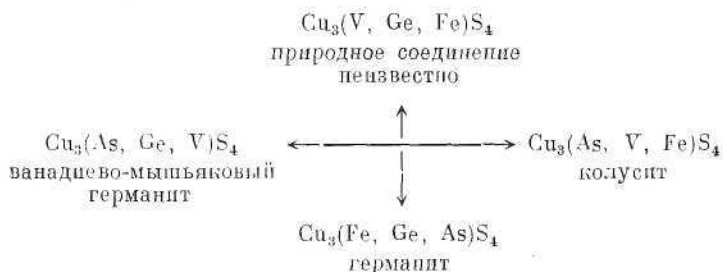 Cu₃(V, Ge, Fe)S₄
природное соединение
неизвестно
Cu₃(As, Ge, V)S₄
ванадиево-мышьяковый
германит
Cu₃(As, V, Fe)S₄
колусит
Cu₃(Fe, Ge, As)S₄
германит